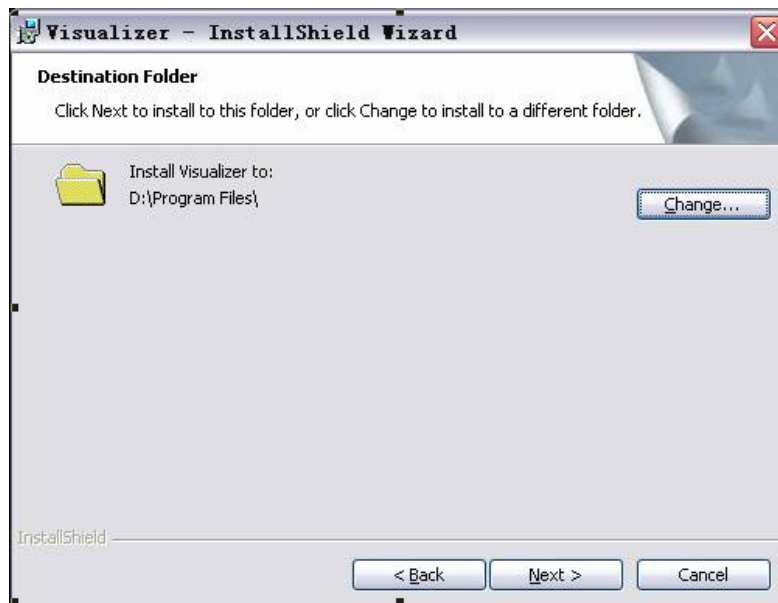 Visualizer - InstallShield Wizard
Destination Folder
Click Next to install to this folder, or click Change to install to a different folder.
Install Visualizer to:
D:\Program Files\
Change...
InstallShield
< Back
Next >
Cancel